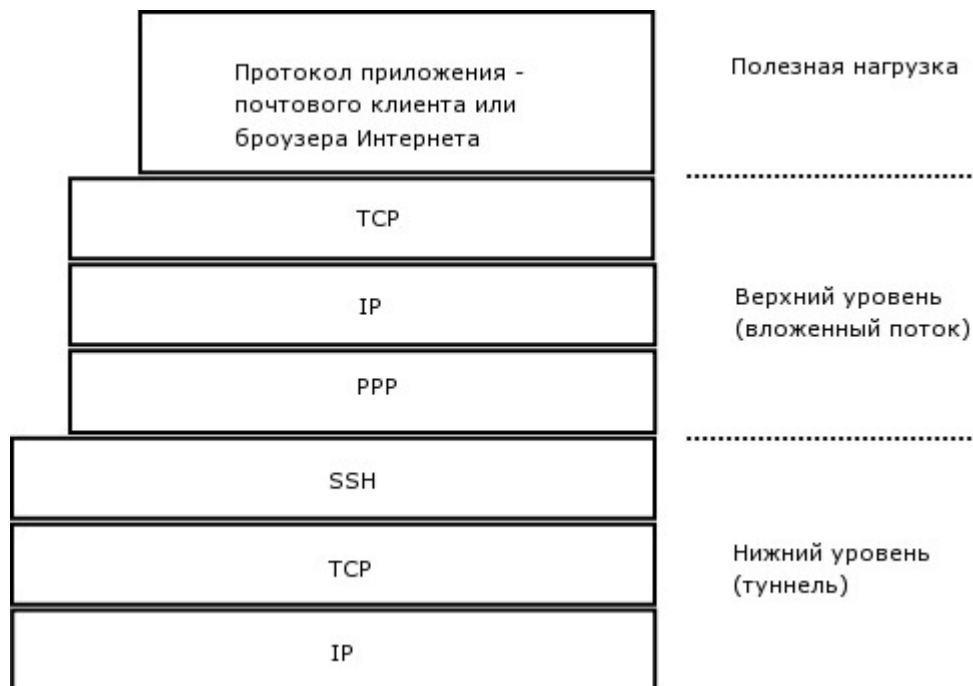 Протокол приложения -
почтового клиента или
броузера Интернета
Полезная нагрузка
TCP
IP
PPP
Верхний уровень
(вложенный поток)
SSH
TCP
IP
Нижний уровень
(туннель)